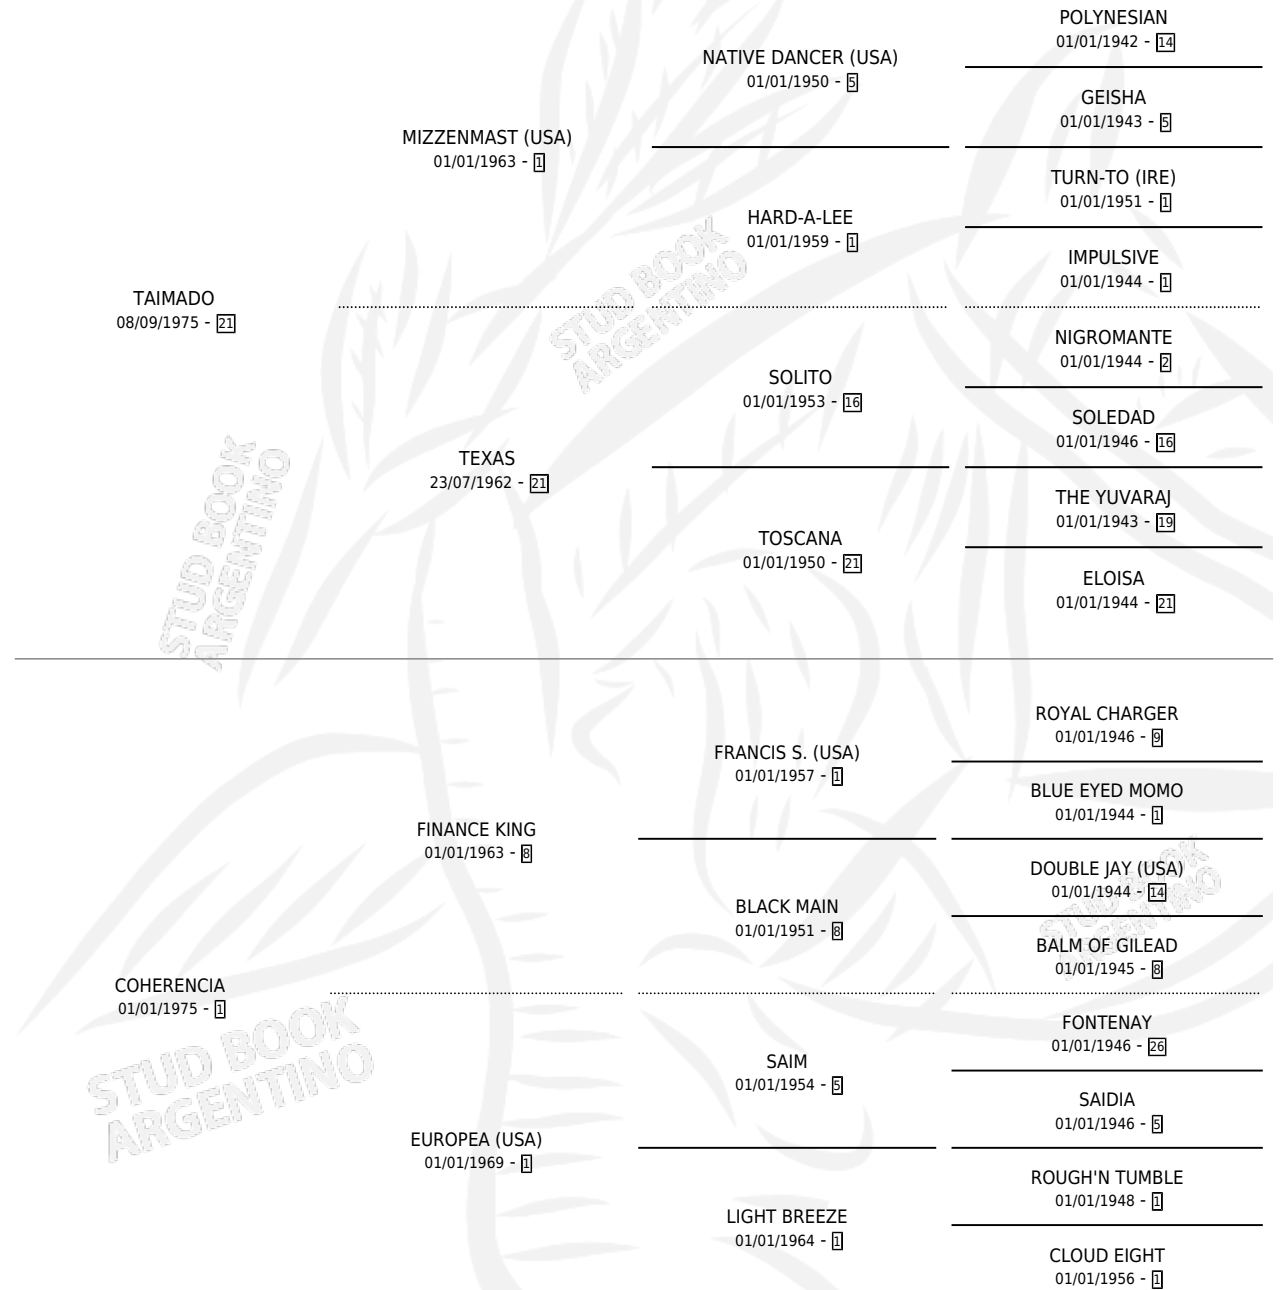 POLYNESIAN
01/01/1942 - 14
NATIVE DANCER (USA)
01/01/1950 - 5
GEISHA
01/01/1943 - 5
MIZZENMAST (USA)
01/01/1963 - 1
TURN-TO (IRE)
01/01/1951 - 1
HARD-A-LEE
01/01/1959 - 1
IMPULSIVE
01/01/1944 - 1
TAIMADO
08/09/1975 - 21
NIGROMANTE
01/01/1944 - 2
SOLITO
01/01/1953 - 16
SOLEDAD
01/01/1946 - 16
TEXAS
23/07/1962 - 21
THE YUVARAJ
01/01/1943 - 19
TOSCANA
01/01/1950 - 21
ELOISA
01/01/1944 - 21
ROYAL CHARGER
01/01/1946 - 9
FRANCIS S. (USA)
01/01/1957 - 1
BLUE EYED MOMO
01/01/1944 - 1
FINANCE KING
01/01/1963 - 8
DOUBLE JAY (USA)
01/01/1944 - 14
BLACK MAIN
01/01/1951 - 8
BALM OF GILEAD
01/01/1945 - 8
COHERENCIA
01/01/1975 - 1
FONTENAY
01/01/1946 - 26
SAIM
01/01/1954 - 5
SAIDIA
01/01/1946 - 5
EUROPEA (USA)
01/01/1969 - 1
ROUGH'N TUMBLE
01/01/1948 - 1
LIGHT BREEZE
01/01/1964 - 1
CLOUD EIGHT
01/01/1956 - 1
STUD BOOK
ARGENTINO
STUD BOOK
ARGENTINO
STUD BOOK
ARGENTINO
STUD BOOK
ARGENTINO